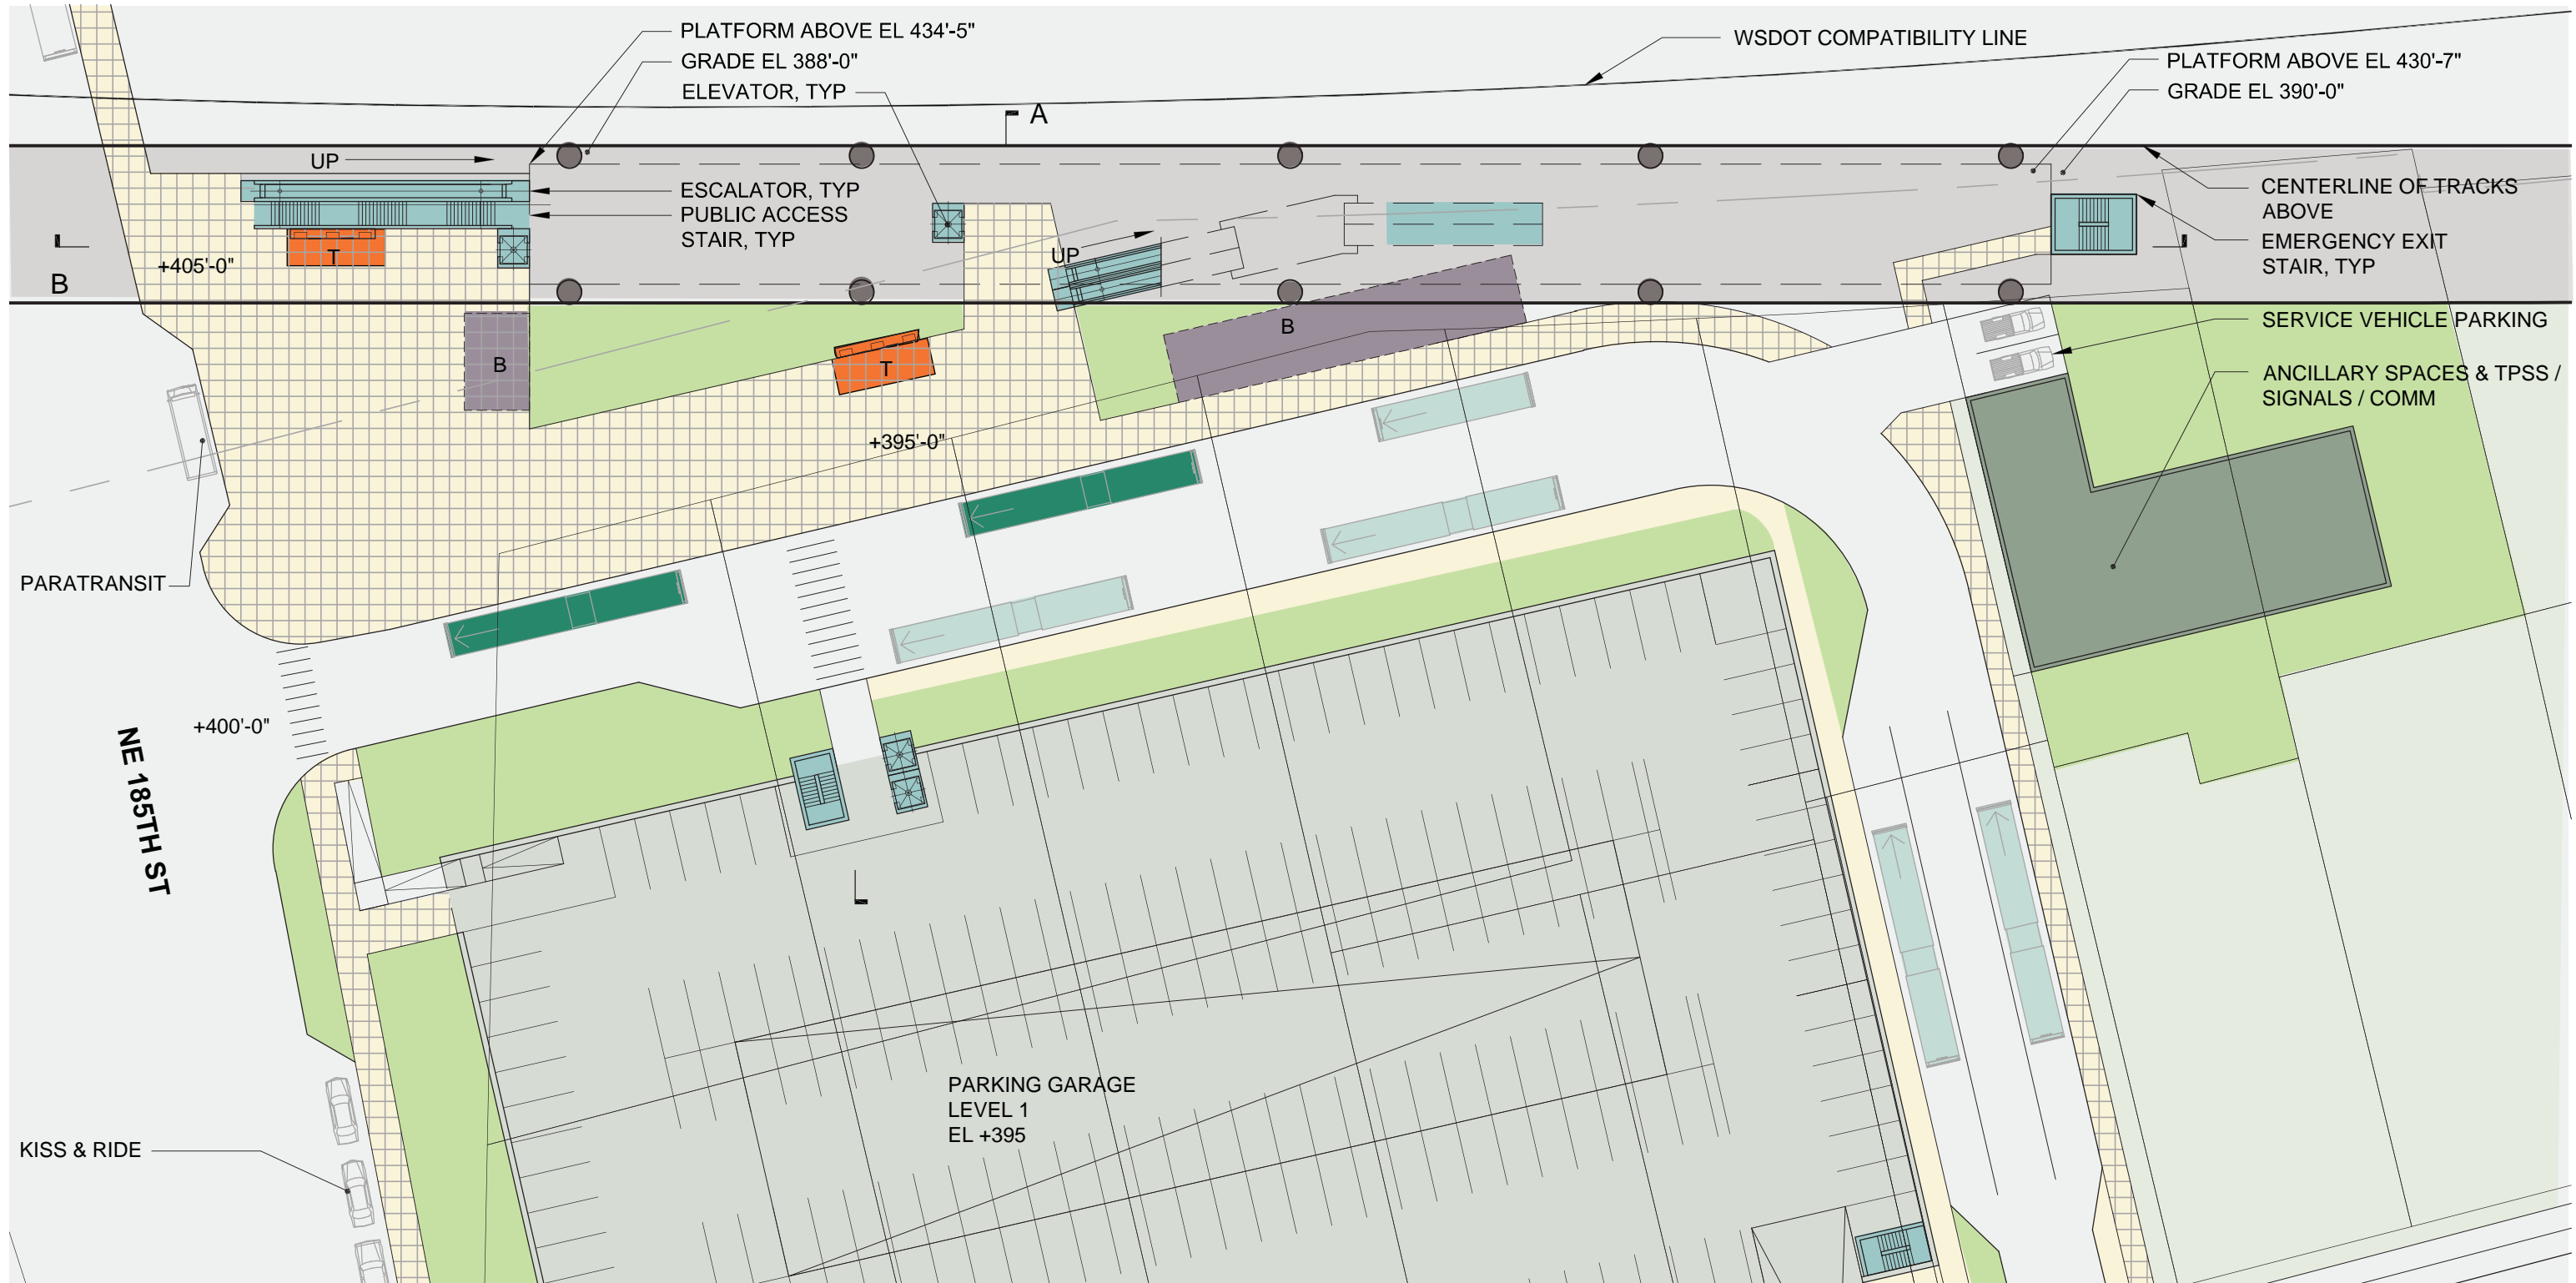 PLATFORM ABOVE EL 434'-5"
GRADE EL 388'-0"
ELEVATOR, TYP
WSDOT COMPATIBILITY LINE
PLATFORM ABOVE EL 430'-7"
GRADE EL 390'-0"
A
UP
ESCALATOR, TYP
PUBLIC ACCESS
STAIR, TYP
CENTERLINE OF TRACKS
ABOVE
EMERGENCY EXIT
STAIR, TYP
UP
T
+405'-0"
B
SERVICE VEHICLE PARKING
B
B
T
ANCILLARY SPACES & TPSS /
SIGNALS / COMM
+395'-0"
PARATRANSIT
+400'-0"
NE 185TH ST
PARKING GARAGE
LEVEL 1
EL +395
KISS & RIDE